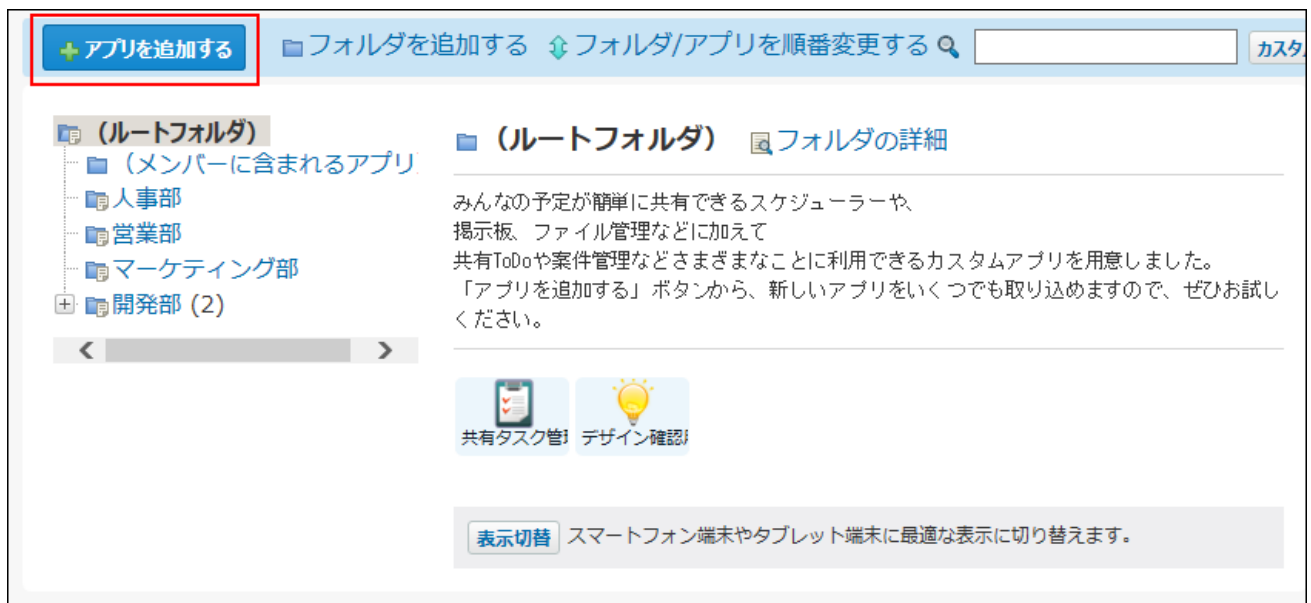 アプリを追加する フォルダを追加する フォルダ/アプリを順番変更する カスタ
(ルートフォルダ)
(メンバーに含まれるアプリ
人事部
営業部
マーケティング部
開発部 (2)
(ルートフォルダ) フォルダの詳細
みんなの予定が簡単に共有できるスケジューラーや、
掲示板、ファイル管理などに加えて
共有ToDoや案件管理などさまざまなことに利用できるカスタムアプリを用意しました。
「アプリを追加する」ボタンから、新しいアプリをいくつでも取り込めますので、ぜひお試し
ください。
共有タスク管 デザイン確認
表示切替 スマートフォン端末やタブレット端末に最適な表示に切り替えます。